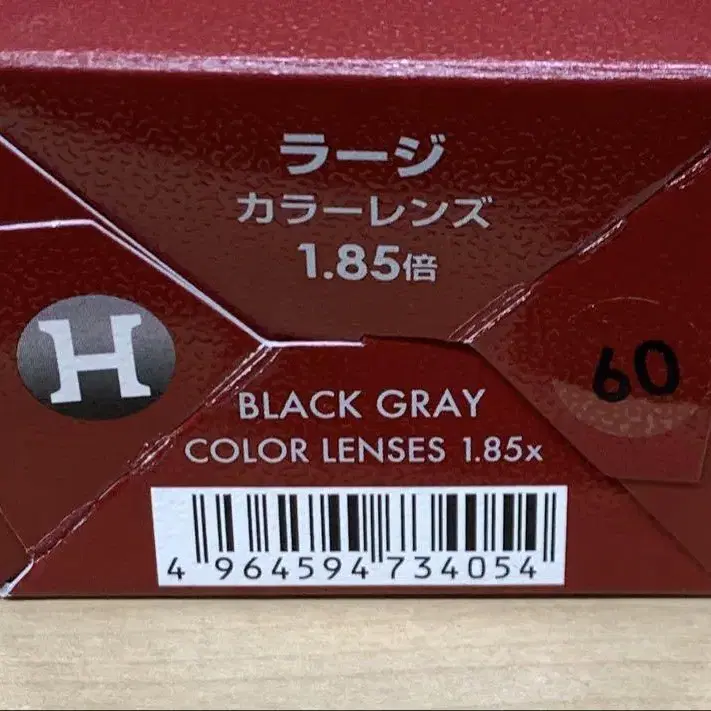 ラージ
カラーレンズ
1.85倍
H
60
BLACK GRAY
COLOR LENSES 1.85x
4 964594 734054